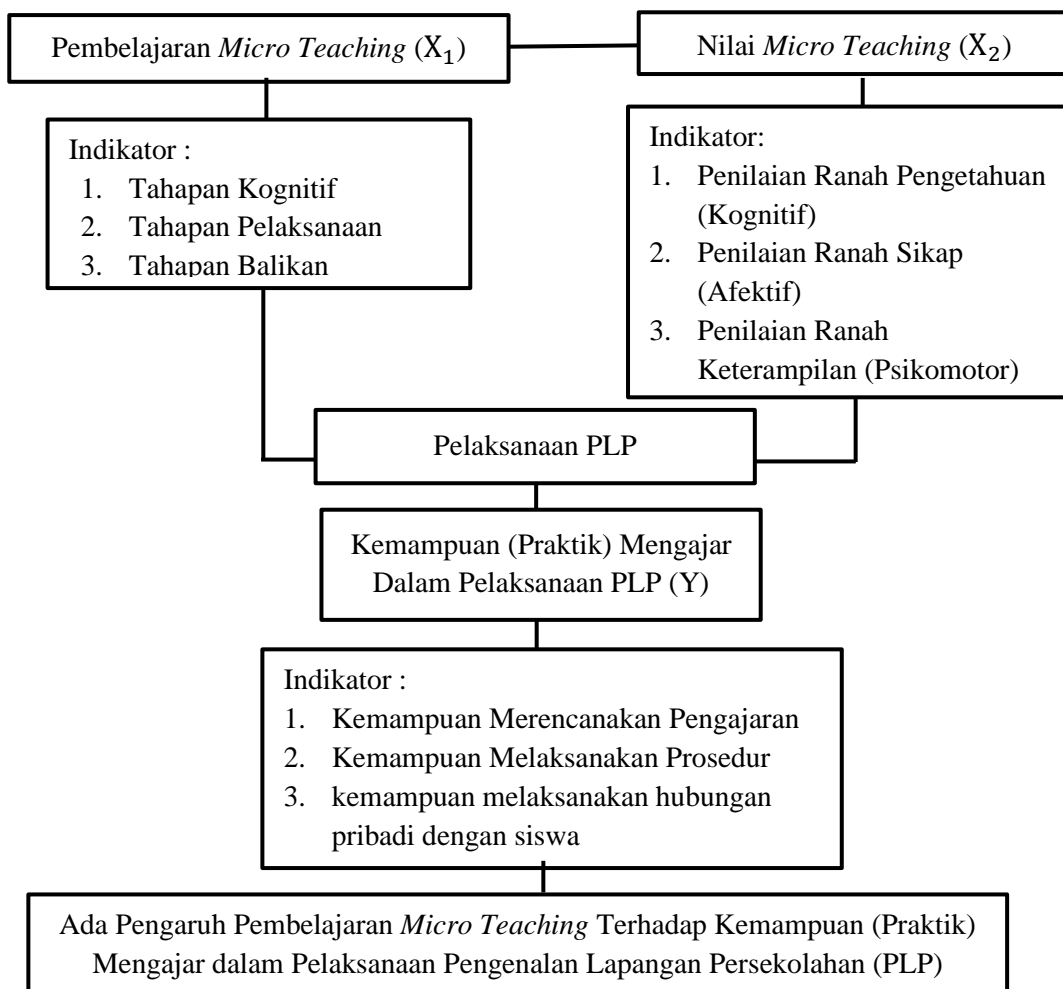 Pembelajaran Micro Teaching (X₁)
Nilai Micro Teaching (X₂)
Indikator :
1. Tahapan Kognitif
2. Tahapan Pelaksanaan
3. Tahapan Balikan
Indikator:
1. Penilaian Ranah Pengetahuan
(Kognitif)
2. Penilaian Ranah Sikap
(Afektif)
3. Penilaian Ranah
Keterampilan (Psikomotor)
Pelaksanaan PLP
Kemampuan (Praktik) Mengajar
Dalam Pelaksanaan PLP (Y)
Indikator :
1. Kemampuan Merencanakan Pengajaran
2. Kemampuan Melaksanakan Prosedur
3. kemampuan melaksanakan hubungan
pribadi dengan siswa
Ada Pengaruh Pembelajaran Micro Teaching Terhadap Kemampuan (Praktik)
Mengajar dalam Pelaksanaan Pengenalan Lapangan Persekolahan (PLP)